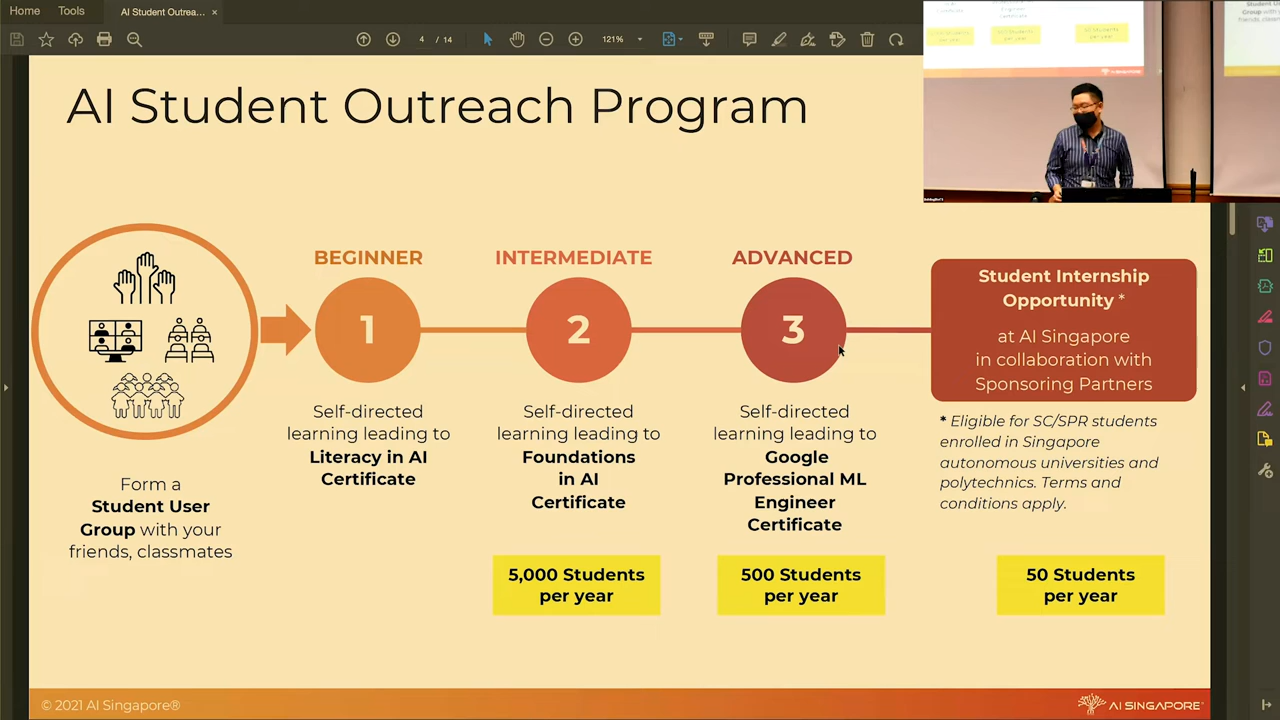 Home Tools AI Student Outrea... ×
4 / 14 121%
AI Student Outreach Program
BEGINNER
1
Self-directed
learning leading to
Literacy in AI
Certificate
INTERMEDIATE
2
Self-directed
learning leading to
Foundations
in AI
Certificate
5,000 Students
per year
ADVANCED
3
Self-directed
learning leading to
Google
Professional ML
Engineer
Certificate
500 Students
per year
Student Internship
Opportunity *
at AI Singapore
in collaboration with
Sponsoring Partners
* Eligible for SC/SPR students
enrolled in Singapore
autonomous universities and
polytechnics. Terms and
conditions apply.
50 Students
per year
Form a
Student User
Group with your
friends, classmates
© 2021 AI Singapore®
AI SINGAPORE